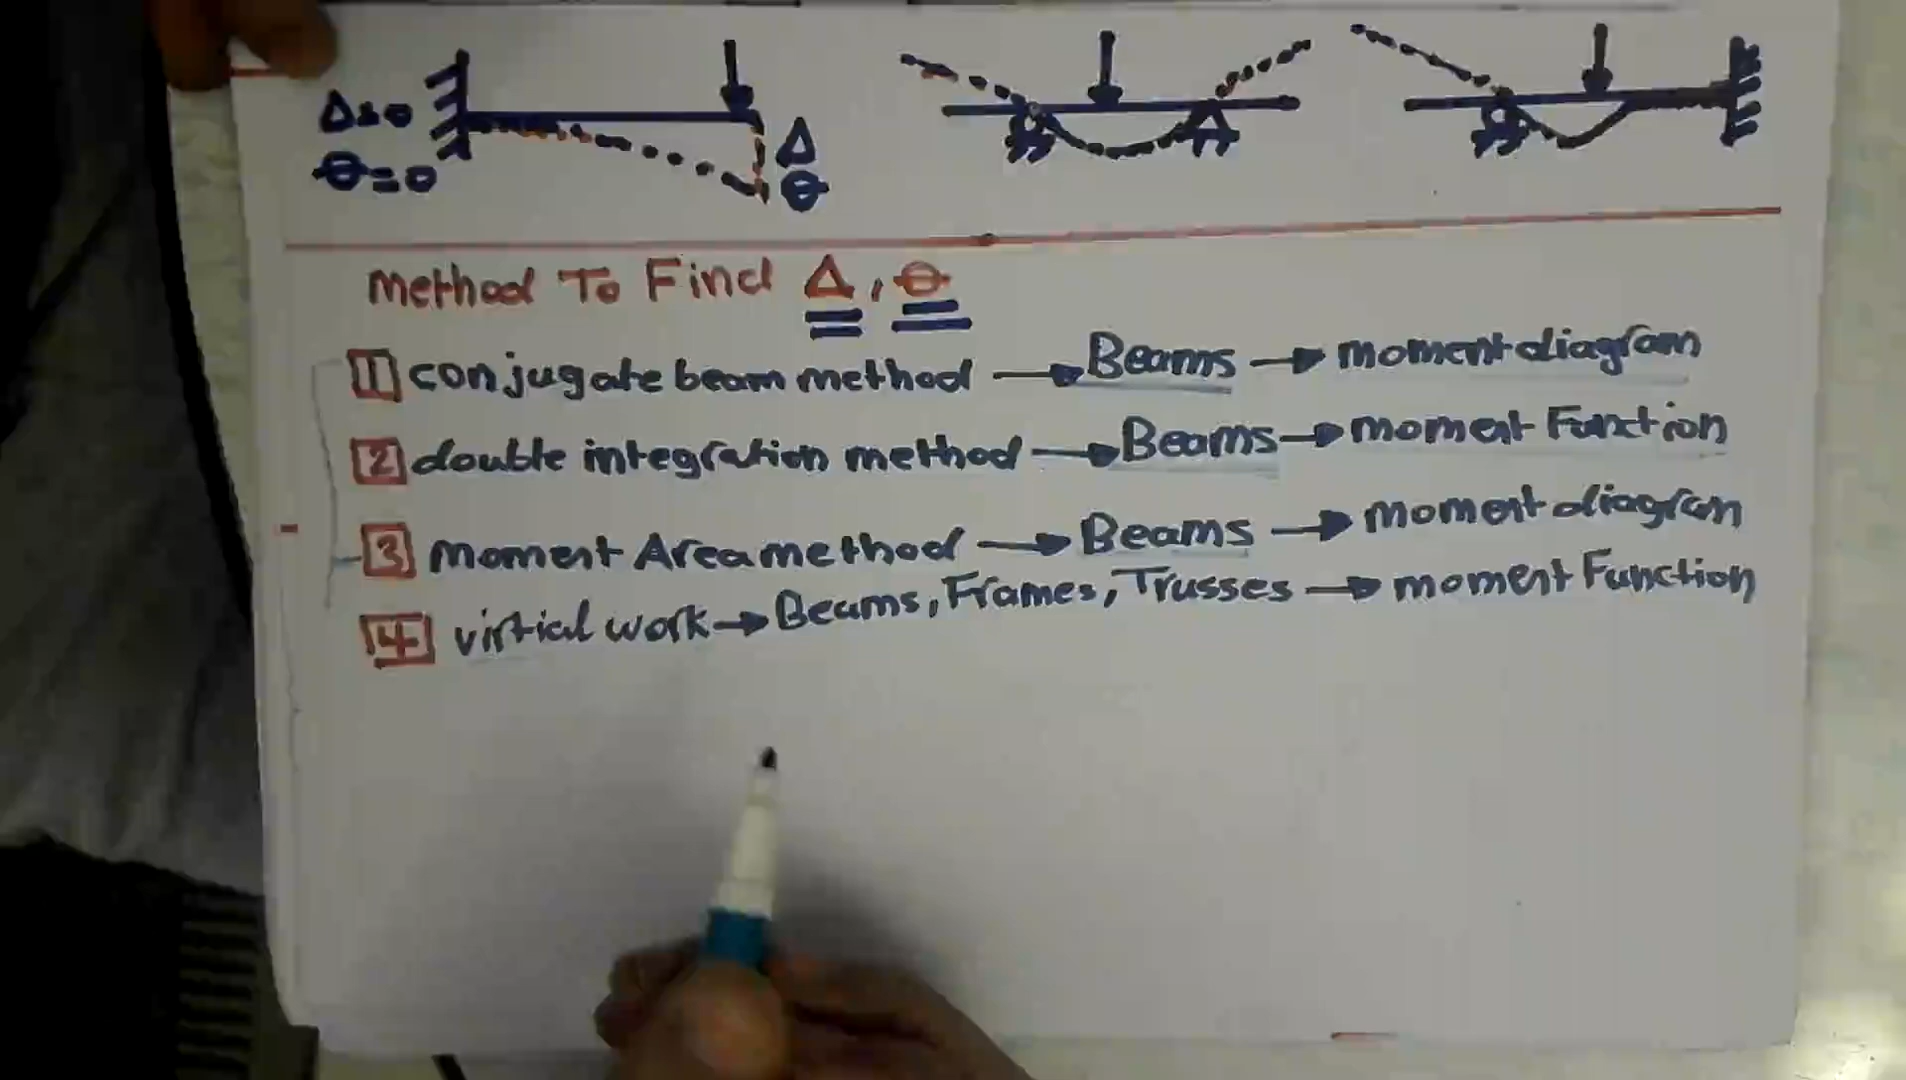 Δ=0
θ=0
Δ
θ
Method To Find Δ, θ
1 conjugate beam method → Beams → moment diagram
2 double integration method → Beams → moment Function
3 moment Area method → Beams → moment diagram
4 virtial work → Beams, Frames, Trusses → moment Function